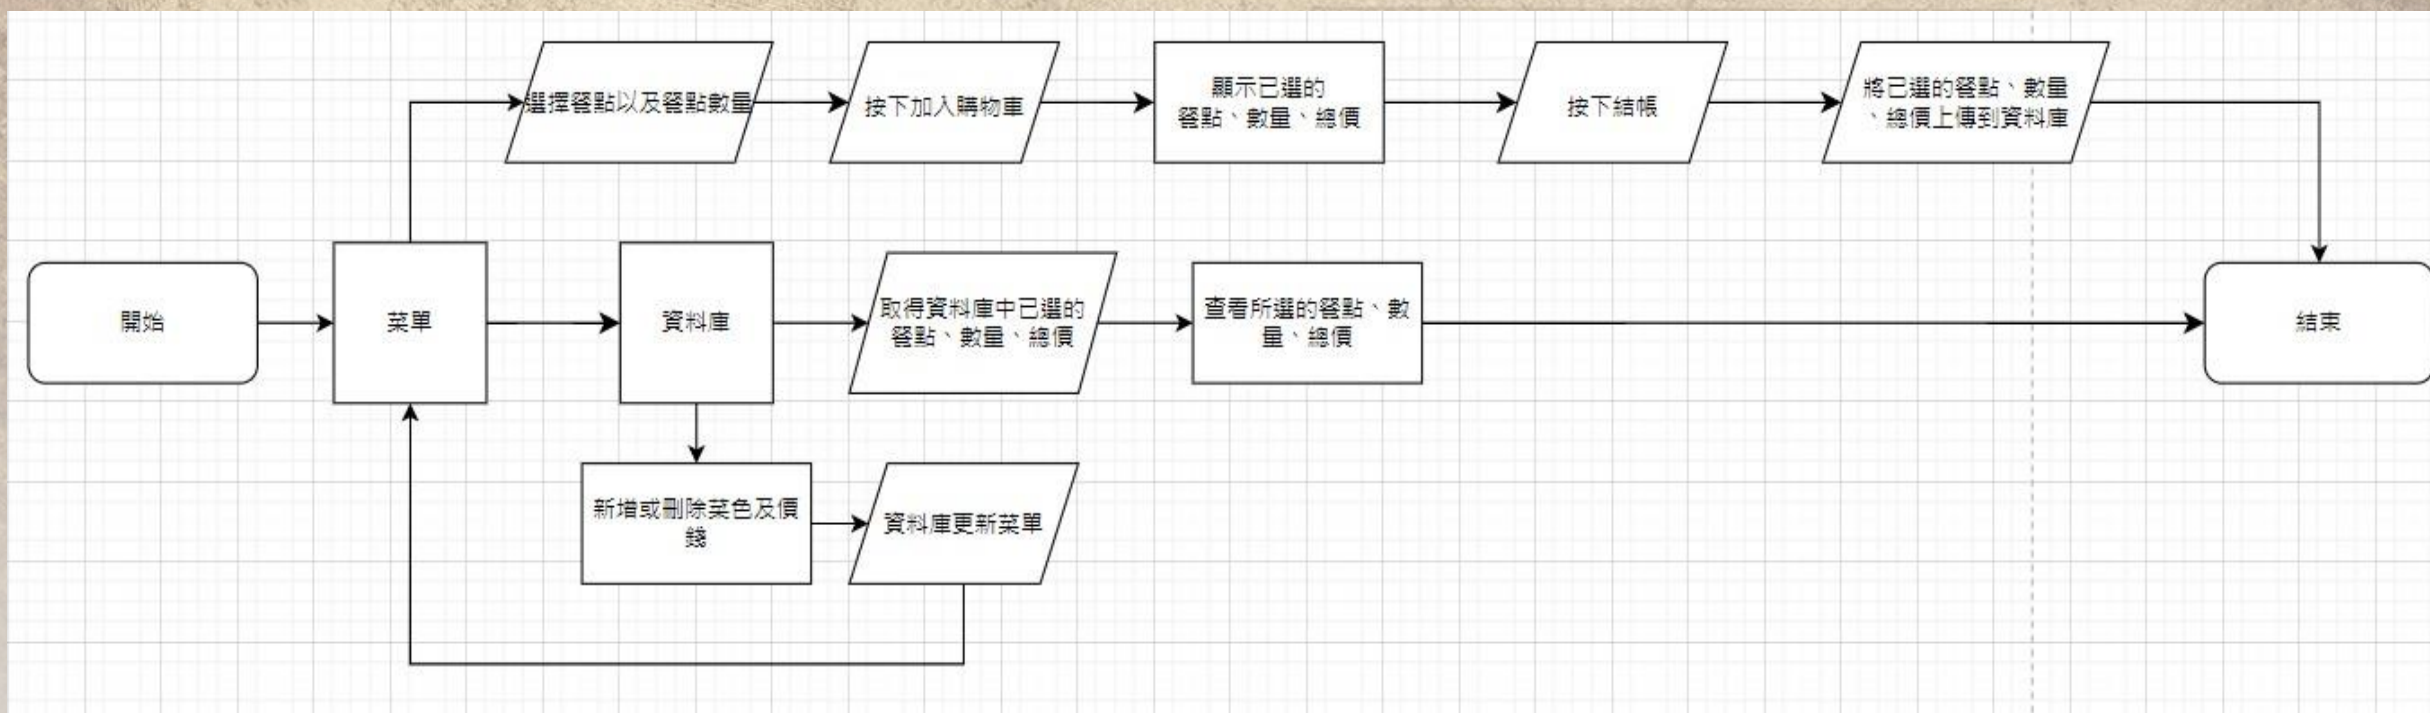 選擇餐點以及餐點數量
按下加入購物車
顯示已選的
餐點、數量、總價
按下結帳
將已選的餐點、數量
、總價上傳到資料庫
開始
菜單
資料庫
取得資料庫中已選的
餐點、數量、總價
查看所選的餐點、數
量、總價
結束
新增或刪除菜色及價
錢
資料庫更新菜單